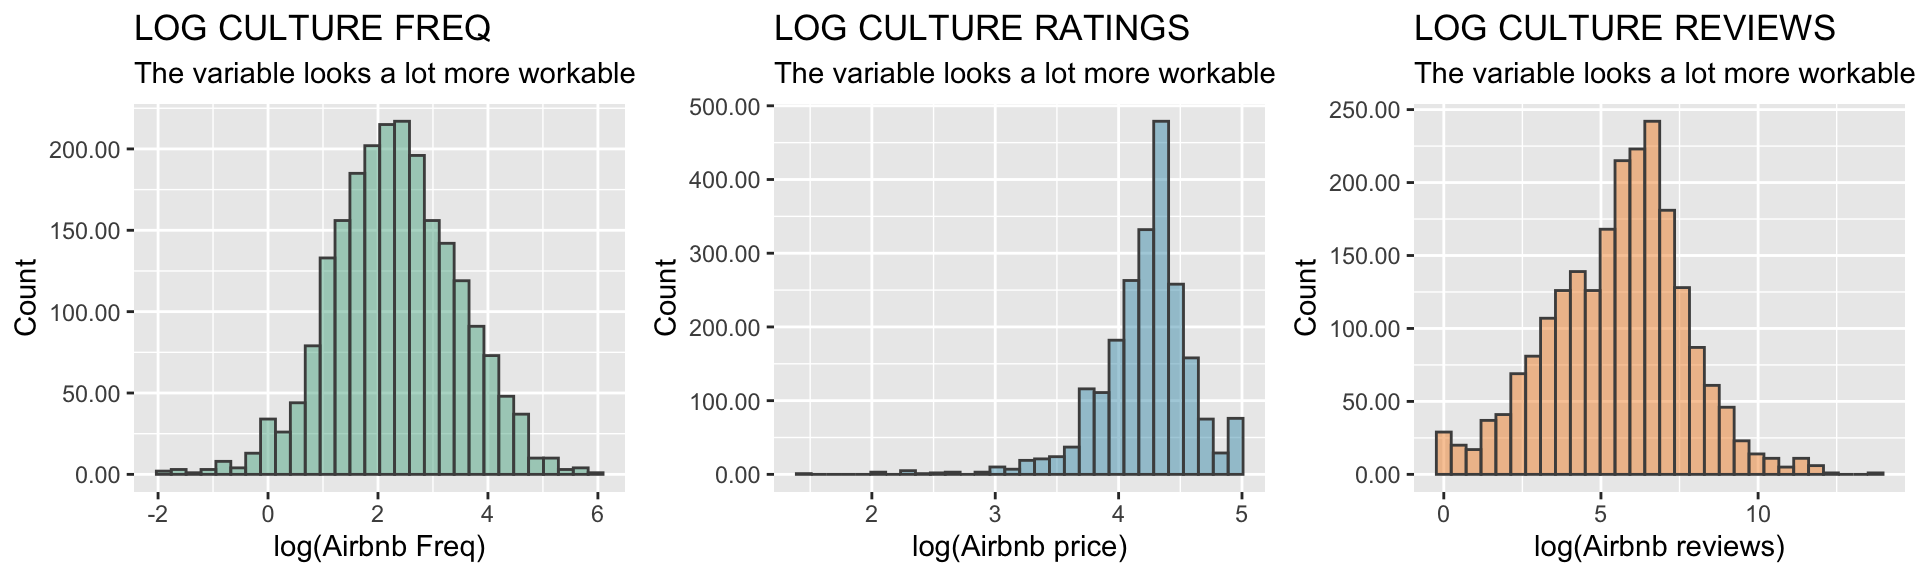 LOG CULTURE FREQ
The variable looks a lot more workable
200.00
150.00
100.00
50.00
0.00
Count
-2 0 2 4 6
log(Airbnb Freq)
LOG CULTURE RATINGS
The variable looks a lot more workable
500.00
400.00
300.00
200.00
100.00
0.00
Count
2 3 4 5
log(Airbnb price)
LOG CULTURE REVIEWS
The variable looks a lot more workable
250.00
200.00
150.00
100.00
50.00
0.00
Count
0 5 10
log(Airbnb reviews)